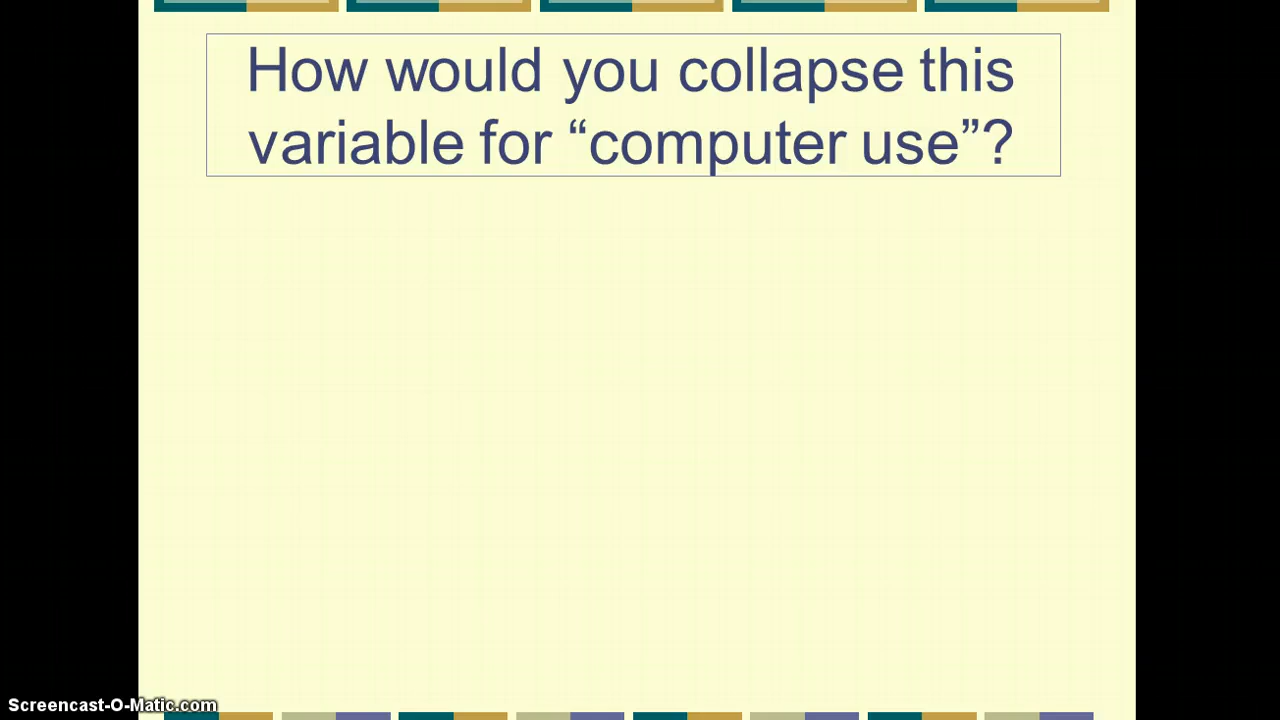 How would you collapse this
variable for “computer use”?
Screencast-O-Matic.com